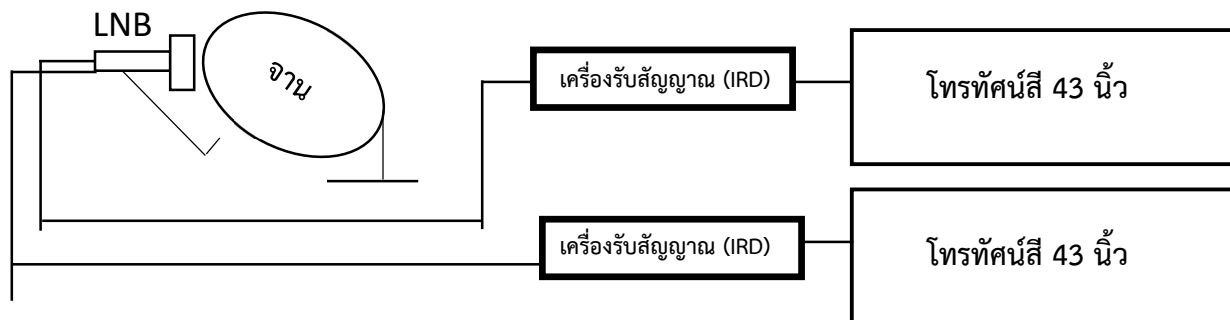 LNB
จาน
เครื่องรับสัญญาณ (IRD)
โทรทัศน์สี 43 นิ้ว
เครื่องรับสัญญาณ (IRD)
โทรทัศน์สี 43 นิ้ว